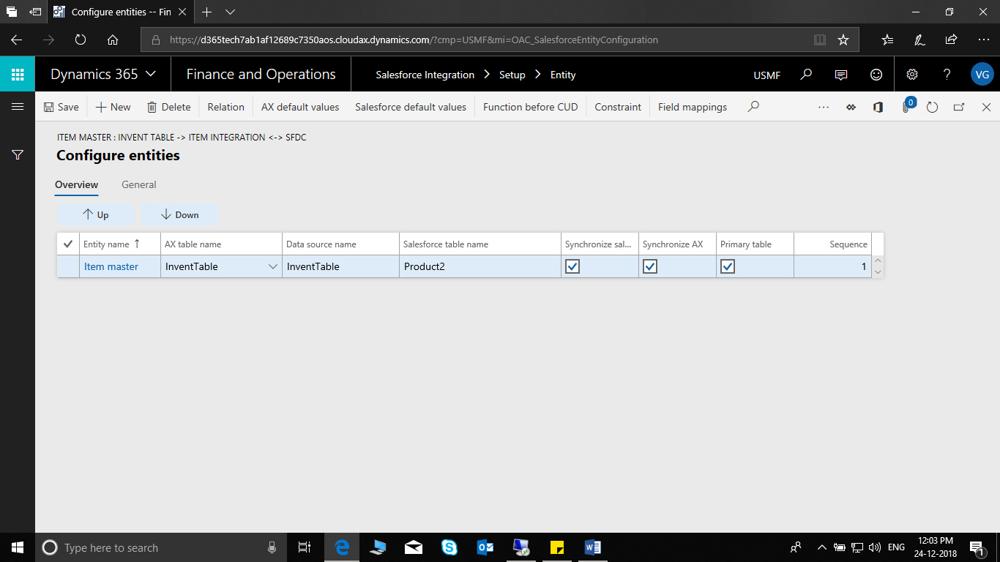 Configure entities -- Fin
https://d365tech7ab1af12689c7350aos.cloudax.dynamics.com/?cmp=USMF&mi=OAC_SalesforceEntityConfiguration
Dynamics 365 Finance and Operations Salesforce Integration > Setup > Entity USMF ? VG
Save New Delete Relation AX default values Salesforce default values Function before CUD Constraint Field mappings ... 0
ITEM MASTER : INVENT TABLE -> ITEM INTEGRATION <-> SFDC
Configure entities
Overview General
Up Down
Entity name AX table name Data source name Salesforce table name Synchronize sal... Synchronize AX Primary table Sequence
Item master InventTable InventTable Product2 1
Type here to search
ENG
12:03 PM
24-12-2018
1